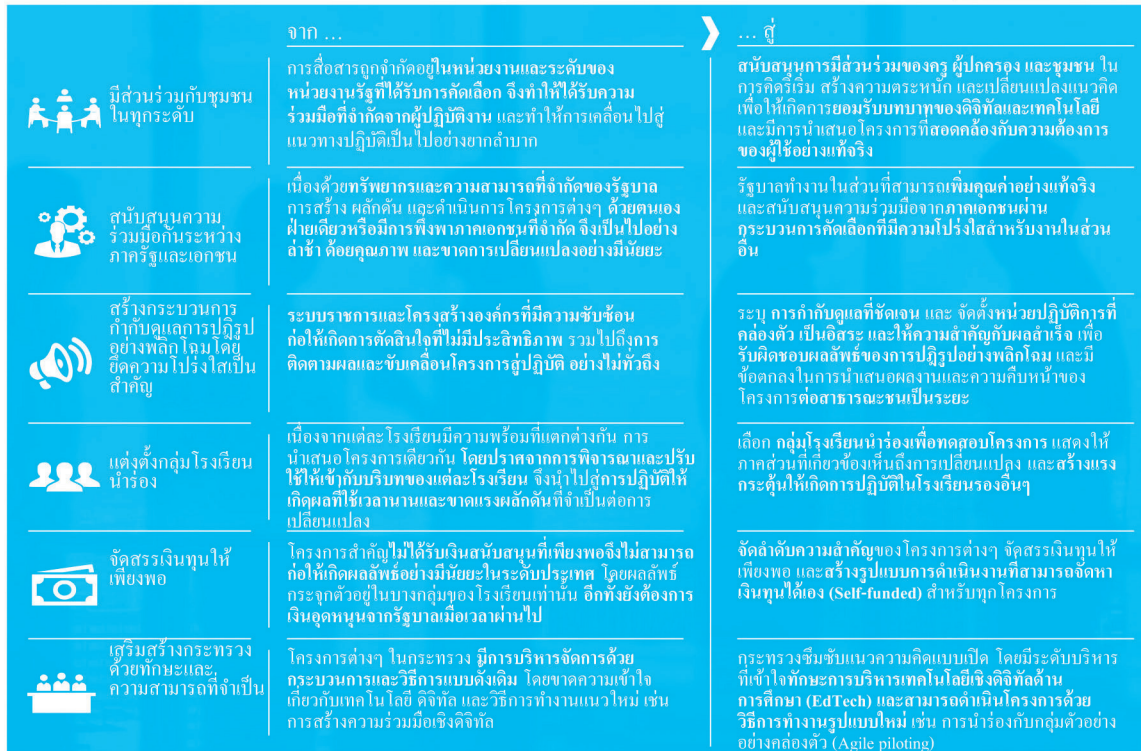 จาก ...
... สู่
มีส่วนร่วมกับชุมชน
ในทุกระดับ
การสื่อสารถูกจำกัดอยู่ในหน่วยงานและระดับของ
หน่วยงานรัฐที่ได้รับการคัดเลือก จึงทำให้ได้รับความ
ร่วมมือที่จำกัดจากผู้ปฏิบัติงาน และทำให้การเคลื่อนไปสู่
แนวทางปฏิบัติเป็นไปอย่างยากลำบาก
สนับสนุนการมีส่วนร่วมของครู ผู้ปกครอง และชุมชน ใน
การคิดริเริ่ม สร้างความตระหนัก และเปลี่ยนแปลงแนวคิด
เพื่อให้เกิดการยอมรับบทบาทของดิจิทัลและเทคโนโลยี
และมีการนำเสนอโครงการที่สอดคล้องกับความต้องการ
ของผู้ใช้อย่างแท้จริง
สนับสนุนความ
ร่วมมือกันระหว่าง
ภาครัฐและเอกชน
เนื่องด้วยทรัพยากรและความสามารถที่จำกัดของรัฐบาล
การสร้าง ผลักดัน และดำเนินการโครงการต่างๆ ด้วยตนเอง
ฝ่ายเดียวหรือมีการพึ่งพาภาคเอกชนที่จำกัด จึงเป็นไปอย่าง
ล่าช้า ด้อยคุณภาพ และขาดการเปลี่ยนแปลงอย่างมีนัยยะ
รัฐบาลทำงานในส่วนที่สามารถเพิ่มคุณค่าอย่างแท้จริง
และสนับสนุนความร่วมมือจากภาคเอกชนผ่าน
กระบวนการคัดเลือกที่มีความโปร่งใสสำหรับงานในส่วน
อื่น
สร้างกระบวนการ
กำกับดูแลการปฏิรูป
อย่างพลิกโฉมโดย
ยึดความโปร่งใสเป็น
สำคัญ
ระบบราชการและโครงสร้างองค์กรที่มีความซับซ้อน
ก่อให้เกิดการตัดสินใจที่ไม่มีประสิทธิภาพ รวมไปถึงการ
ติดตามผลและขับเคลื่อนโครงการสู่ปฏิบัติ อย่างไม่ทั่วถึง
ระบุ การกำกับดูแลที่ชัดเจน และ จัดตั้งหน่วยปฏิบัติการที่
คล่องตัว เป็นอิสระ และให้ความสำคัญกับผลสำเร็จ เพื่อ
รับผิดชอบผลลัพธ์ของการปฏิรูปอย่างพลิกโฉม และมี
ข้อตกลงในการนำเสนอผลงานและความคืบหน้าของ
โครงการต่อสาธารณะชนเป็นระยะ
แต่งตั้งกลุ่มโรงเรียน
นำร่อง
เนื่องจากแต่ละโรงเรียนมีความพร้อมที่แตกต่างกัน การ
นำเสนอโครงการเดียวกัน โดยปราศจากการพิจารณาและปรับ
ใช้ให้เข้ากับบริบทของแต่ละโรงเรียน จึงนำไปสู่การปฏิบัติให้
เกิดผลที่ใช้เวลานานและขาดแรงผลักดันที่จำเป็นต่อการ
เปลี่ยนแปลง
เลือก กลุ่มโรงเรียนนำร่องเพื่อทดสอบโครงการ แสดงให้
ภาคส่วนที่เกี่ยวข้องเห็นถึงการเปลี่ยนแปลง และสร้างแรง
กระตุ้นให้เกิดการปฏิบัติในโรงเรียนรองอื่นๆ
จัดสรรเงินทุนให้
เพียงพอ
โครงการสำคัญไม่ได้รับเงินสนับสนุนที่เพียงพอจึงไม่สามารถ
ก่อให้เกิดผลลัพธ์อย่างมีนัยยะในระดับประเทศ โดยผลลัพธ์
กระจุกตัวอยู่ในบางกลุ่มของโรงเรียนเท่านั้น อีกทั้งยังต้องการ
เงินอุดหนุนจากรัฐบาลเมื่อเวลาผ่านไป
จัดลำดับความสำคัญของโครงการต่างๆ จัดสรรเงินทุนให้
เพียงพอ และสร้างรูปแบบการดำเนินงานที่สามารถจัดหา
เงินทุนได้เอง (Self-funded) สำหรับทุกโครงการ
เสริมสร้างกระทรวง
ด้วยทักษะและ
ความสามารถที่จำเป็น
โครงการต่างๆ ในกระทรวง มีการบริหารจัดการด้วย
กระบวนการและวิธีการแบบดั้งเดิม โดยขาดความเข้าใจ
เกี่ยวกับเทคโนโลยี ดิจิทัล และวิธีการทำงานแนวใหม่ เช่น
การสร้างความร่วมมือเชิงดิจิทัล
กระทรวงซึมซับแนวความคิดแบบเปิด โดยมีระดับบริหาร
ที่เข้าใจทักษะการบริหารเทคโนโลยีเชิงดิจิทัลด้าน
การศึกษา (EdTech) และสามารถดำเนินโครงการด้วย
วิธีการทำงานรูปแบบใหม่ เช่น การนำร่องกับกลุ่มตัวอย่าง
อย่างคล่องตัว (Agile piloting)